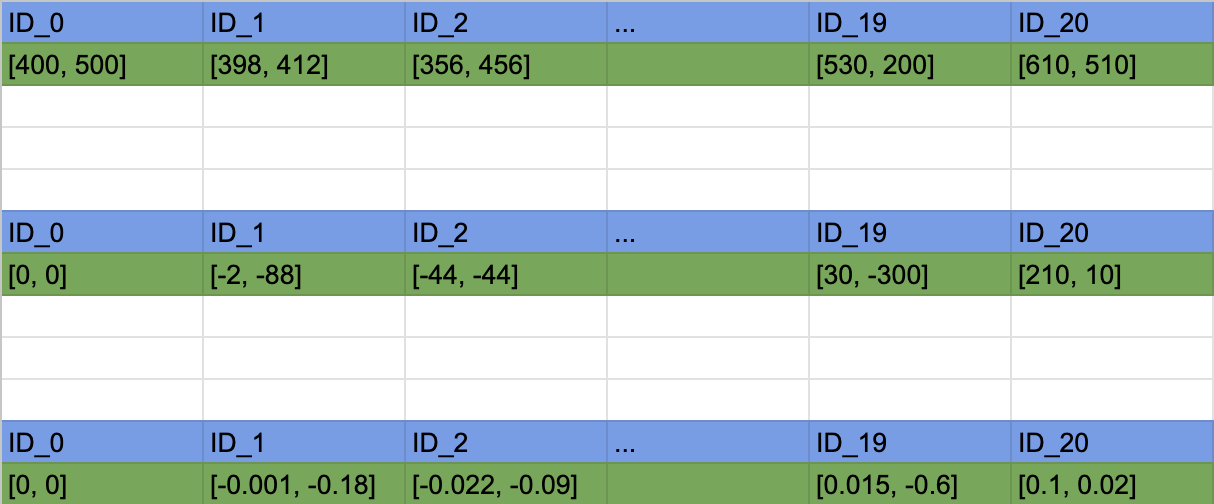 ID_0 ID_1 ID_2 ... ID_19 ID_20
[400, 500] [398, 412] [356, 456] [530, 200] [610, 510]
ID_0 ID_1 ID_2 ... ID_19 ID_20
[0, 0] [-2, -88] [-44, -44] [30, -300] [210, 10]
ID_0 ID_1 ID_2 ... ID_19 ID_20
[0, 0] [-0.001, -0.18] [-0.022, -0.09] [0.015, -0.6] [0.1, 0.02]